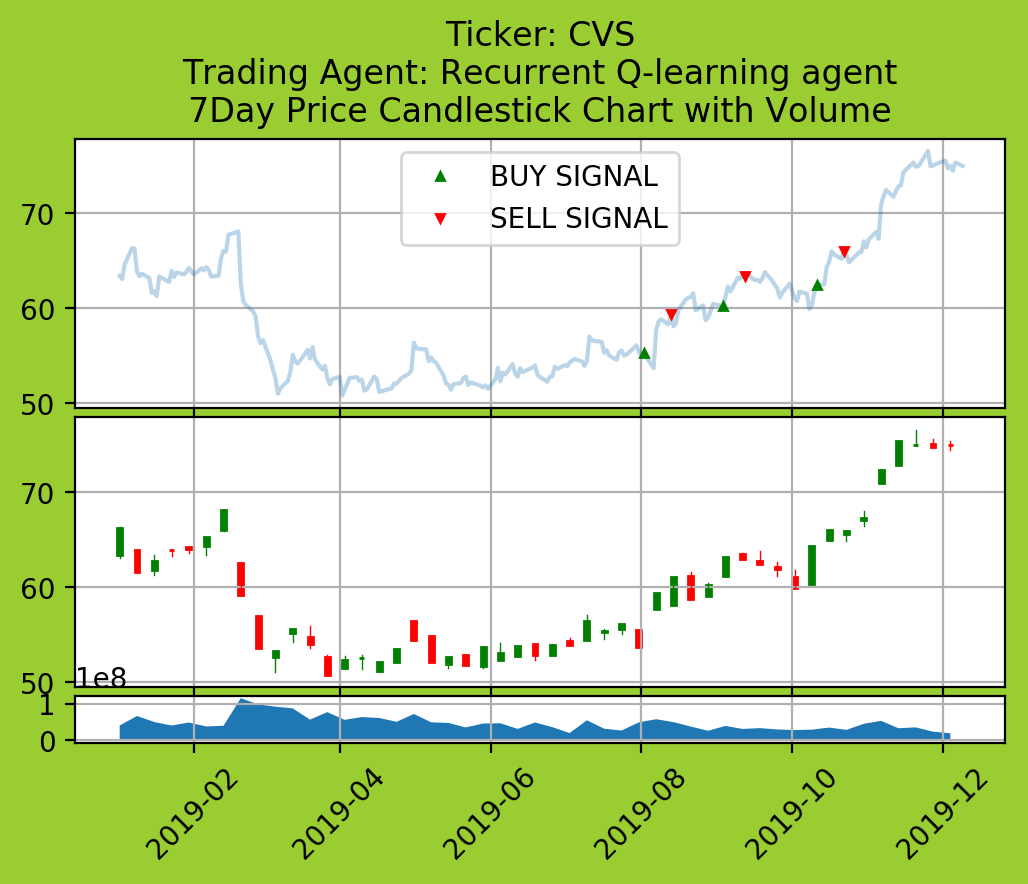 Ticker: CVS
Trading Agent: Recurrent Q-learning agent
7Day Price Candlestick Chart with Volume
BUY SIGNAL
SELL SIGNAL
70
60
50
70
60
50
1e8
1
0
2019-02
2019-04
2019-06
2019-08
2019-10
2019-12